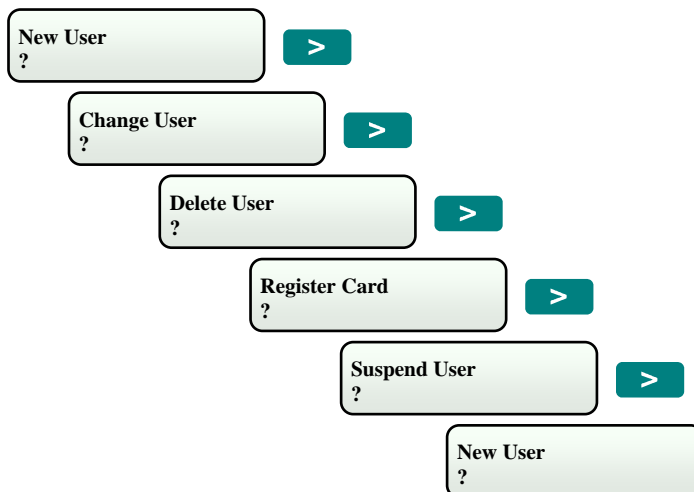 New User
?
>
Change User
?
>
Delete User
?
>
Register Card
?
>
Suspend User
?
>
New User
?